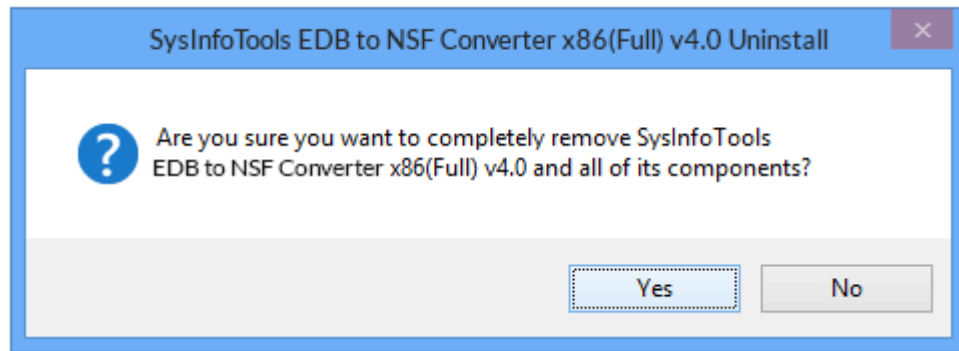 SysInfoTools EDB to NSF Converter x86(Full) v4.0 Uninstall
Are you sure you want to completely remove SysInfoTools
EDB to NSF Converter x86(Full) v4.0 and all of its components?
Yes No